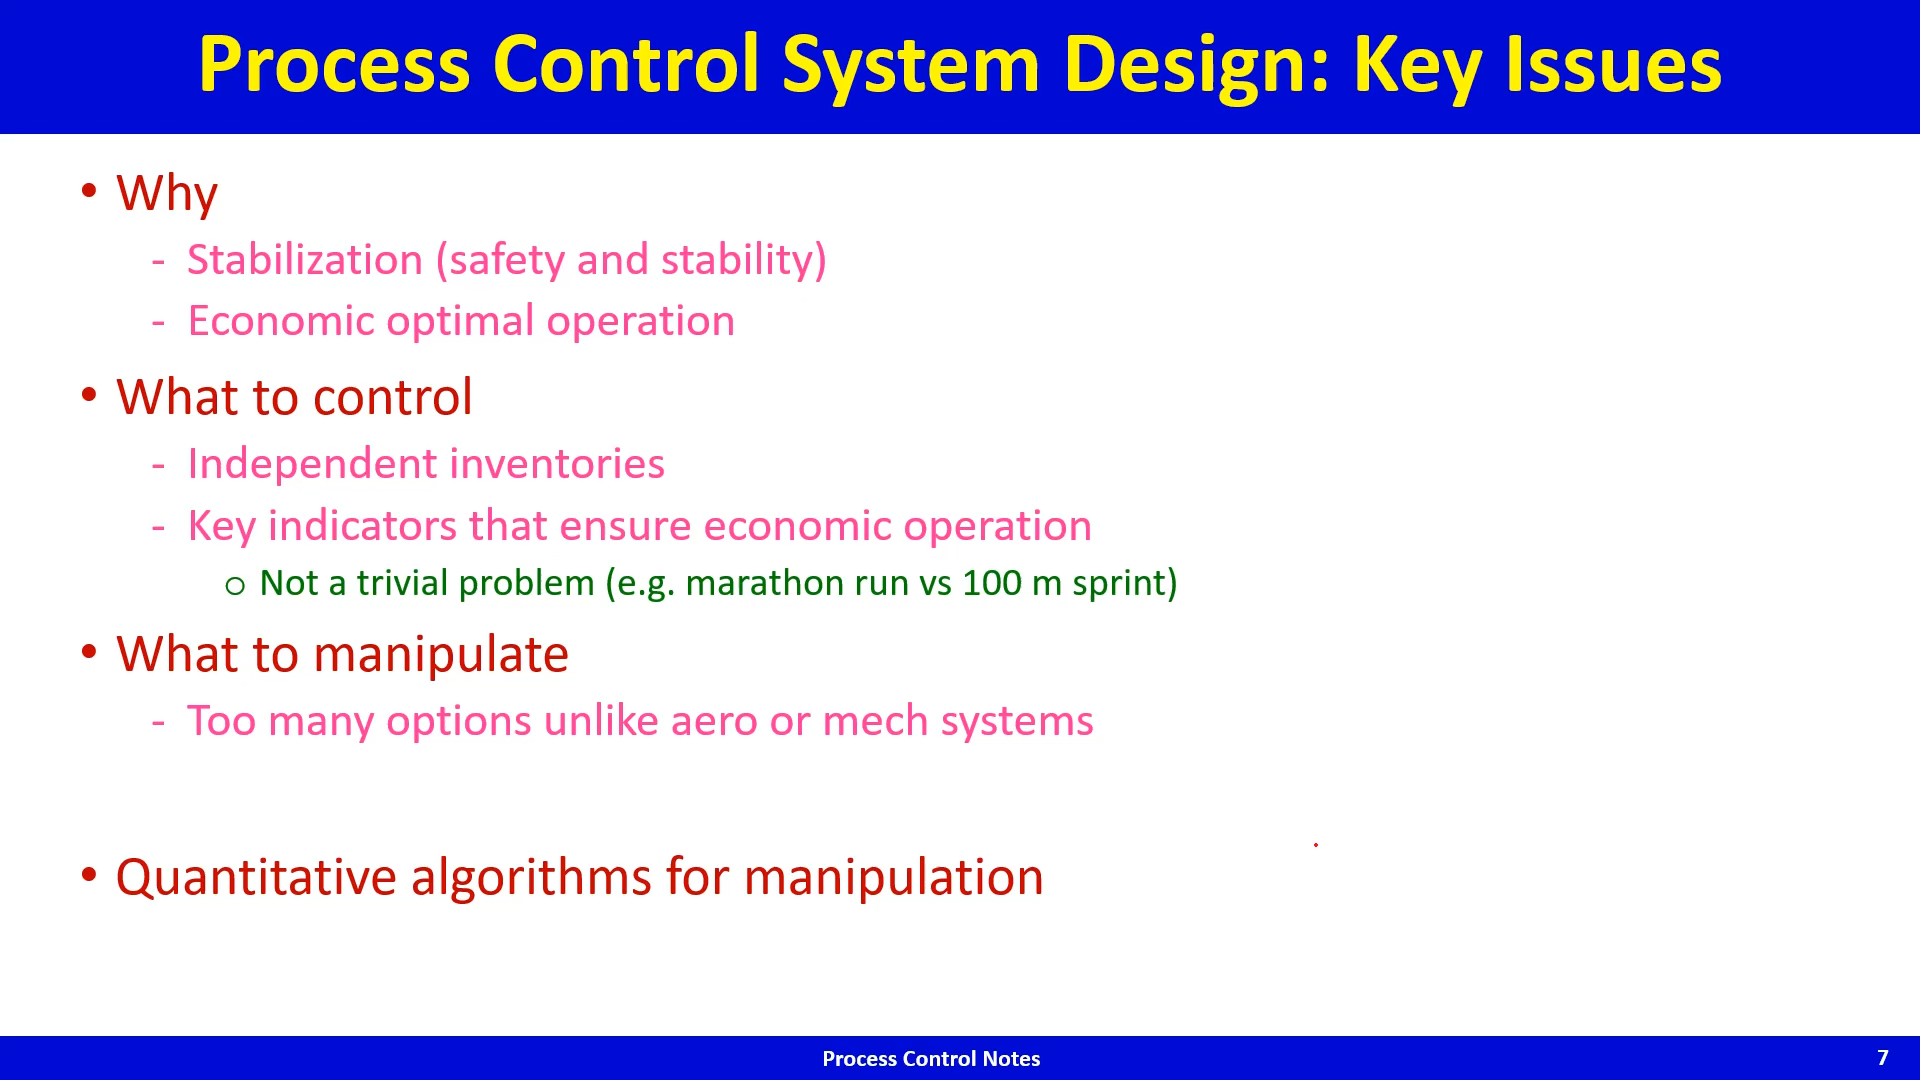 Process Control System Design: Key Issues
• Why
- Stabilization (safety and stability)
- Economic optimal operation
• What to control
- Independent inventories
- Key indicators that ensure economic operation
o Not a trivial problem (e.g. marathon run vs 100 m sprint)
• What to manipulate
- Too many options unlike aero or mech systems
• Quantitative algorithms for manipulation
Process Control Notes
7